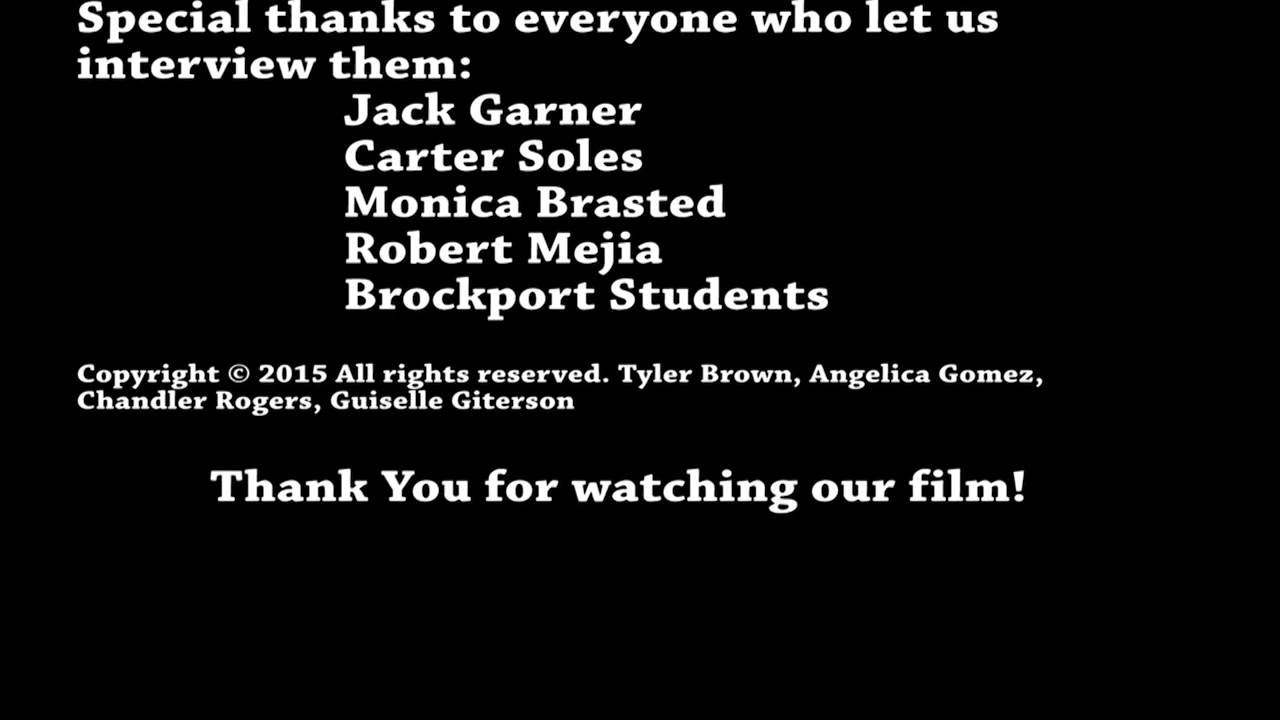 Special thanks to everyone who let us
interview them:
Jack Garner
Carter Soles
Monica Brasted
Robert Mejia
Brockport Students
Copyright © 2015 All rights reserved. Tyler Brown, Angelica Gomez,
Chandler Rogers, Guiselle Giterson
Thank You for watching our film!